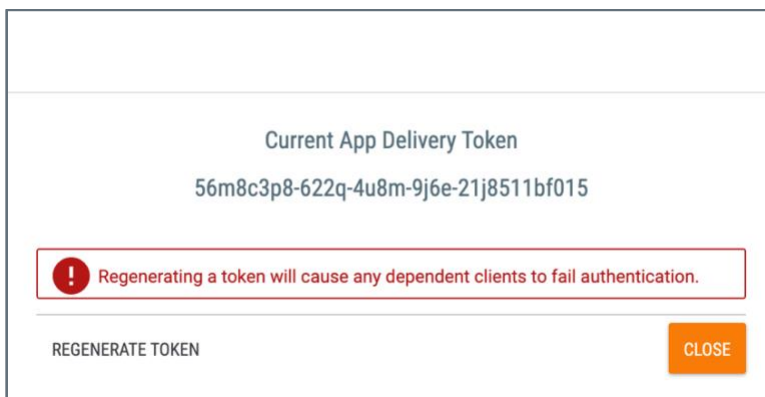 Current App Delivery Token
56m8c3p8-622q-4u8m-9j6e-21j8511bf015
! Regenerating a token will cause any dependent clients to fail authentication.
REGENERATE TOKEN
CLOSE